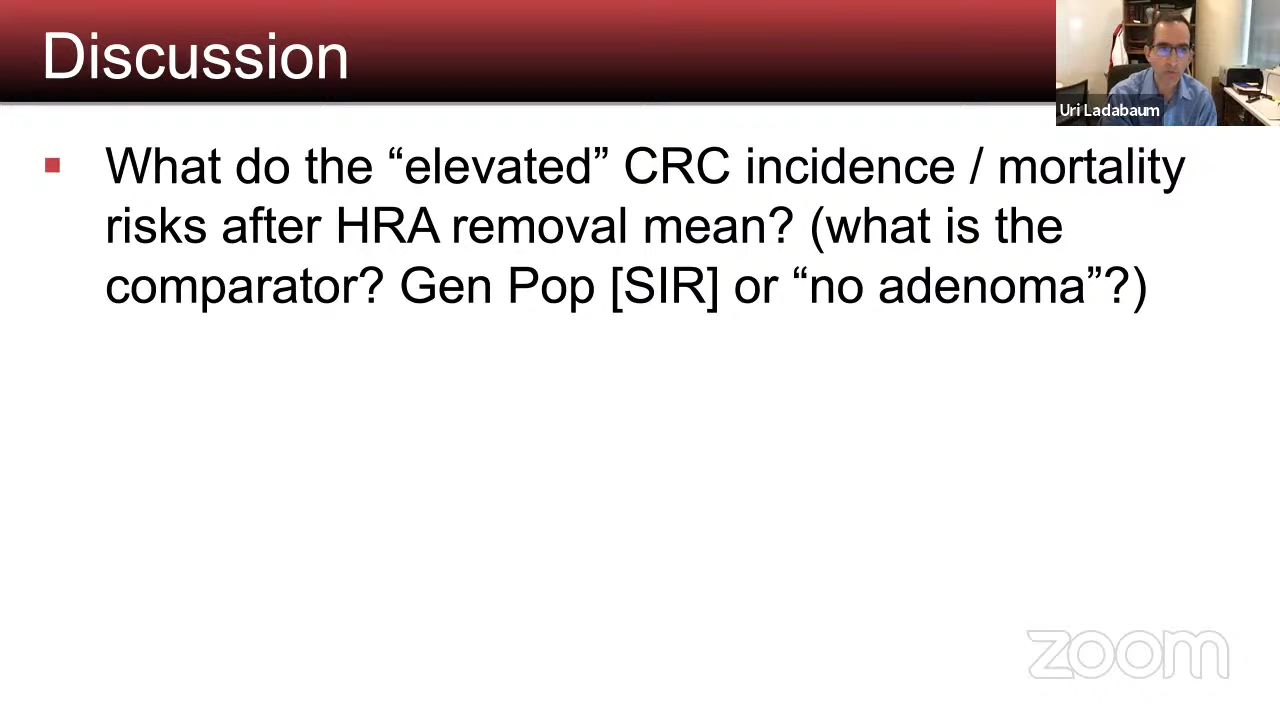 Discussion
Uri Ladabaum
▪ What do the “elevated” CRC incidence / mortality
risks after HRA removal mean? (what is the
comparator? Gen Pop [SIR] or “no adenoma”?)
zoom